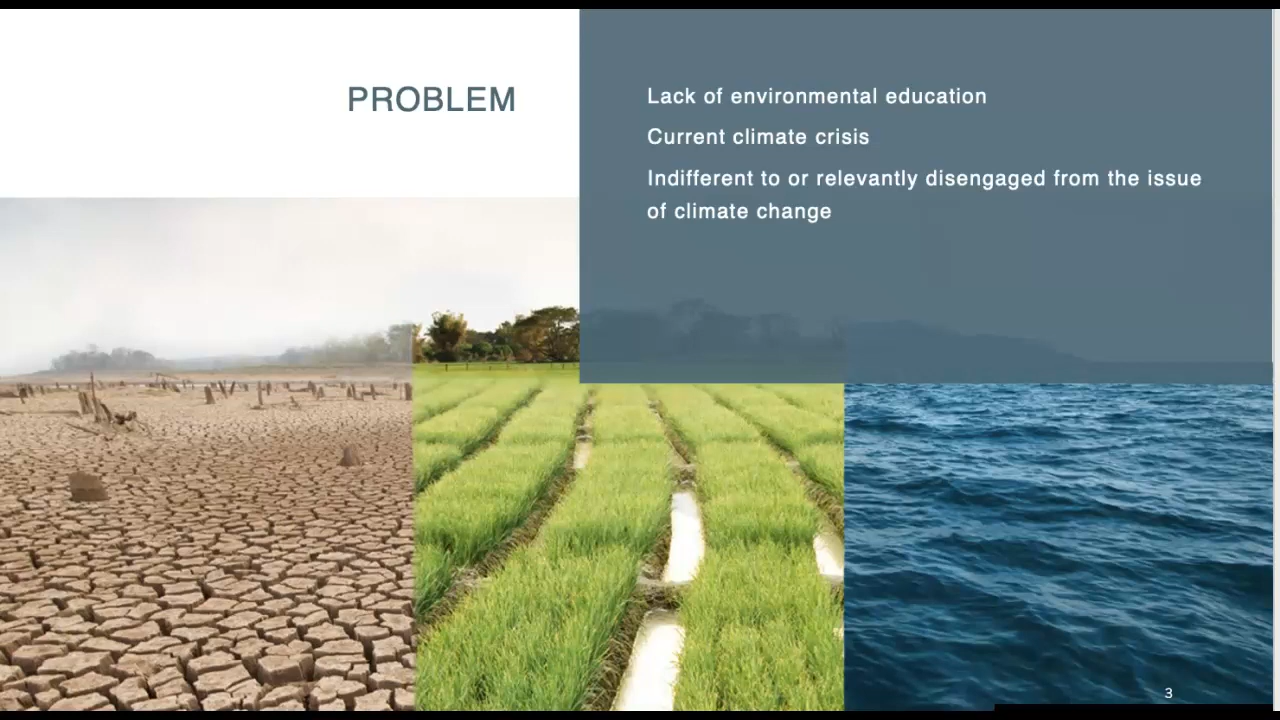 PROBLEM
Lack of environmental education
Current climate crisis
Indifferent to or relevantly disengaged from the issue
of climate change
3